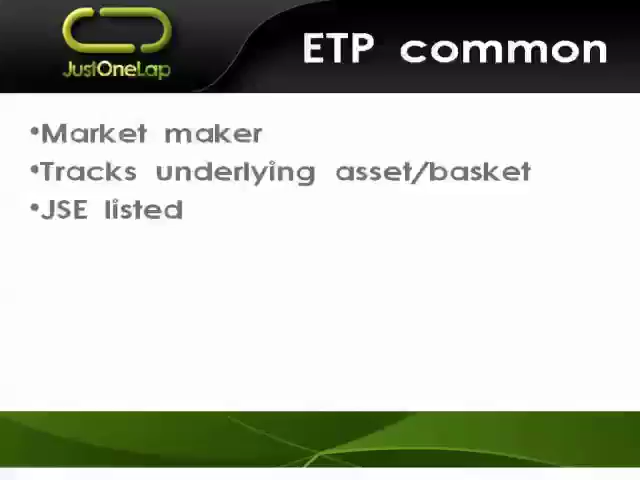 JustOneLap
ETP common
•Market maker
•Tracks underlying asset/basket
•JSE listed